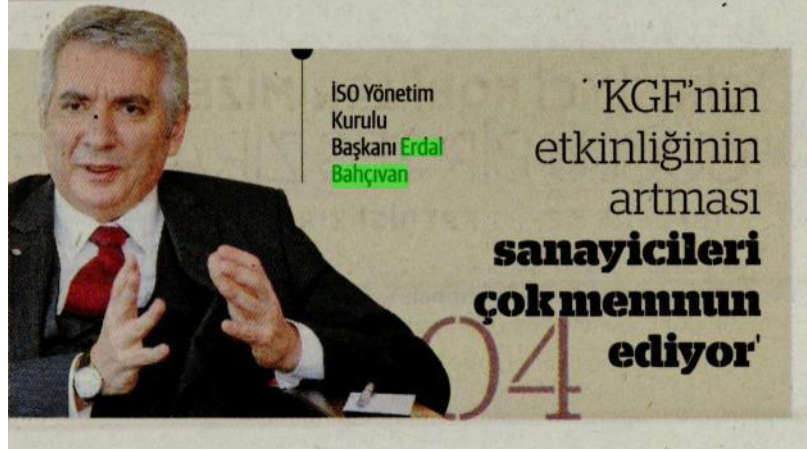 İSO Yönetim
Kurulu
Başkanı Erdal
Bahçıvan
'KGF'nin
etkinliğinin
artması
sanayicileri
çok memnun
ediyor'
04